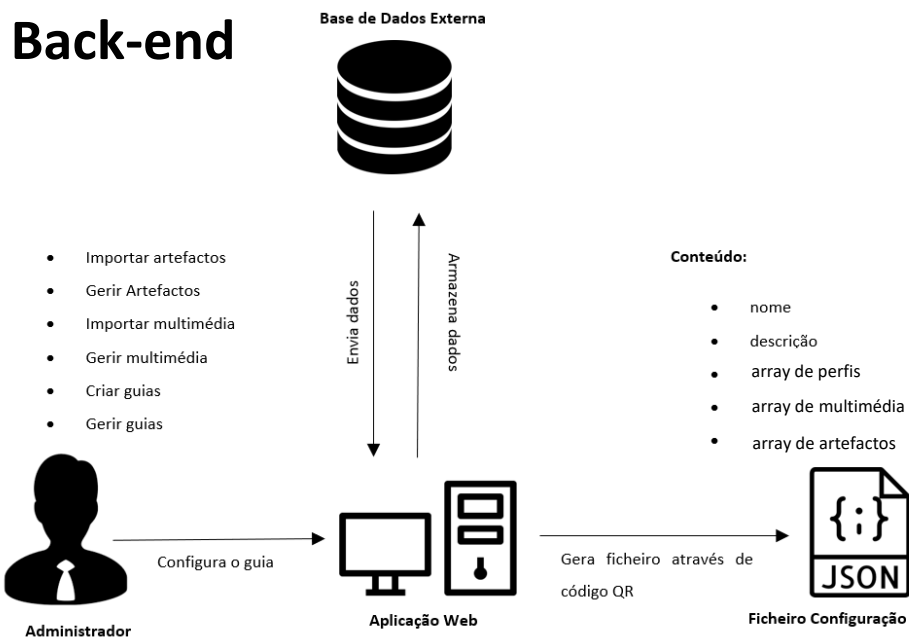 Back-end
Base de Dados Externa
Envia dados
Armazena dados
• Importar artefactos
• Gerir Artefactos
• Importar multimédia
• Gerir multimédia
• Criar guias
• Gerir guias
Conteúdo:
• nome
• descrição
• array de perfis
• array de multimédia
• array de artefactos
Configura o guia
Gera ficheiro através de
código QR
{;}
JSON
Administrador
Aplicação Web
Ficheiro Configuração